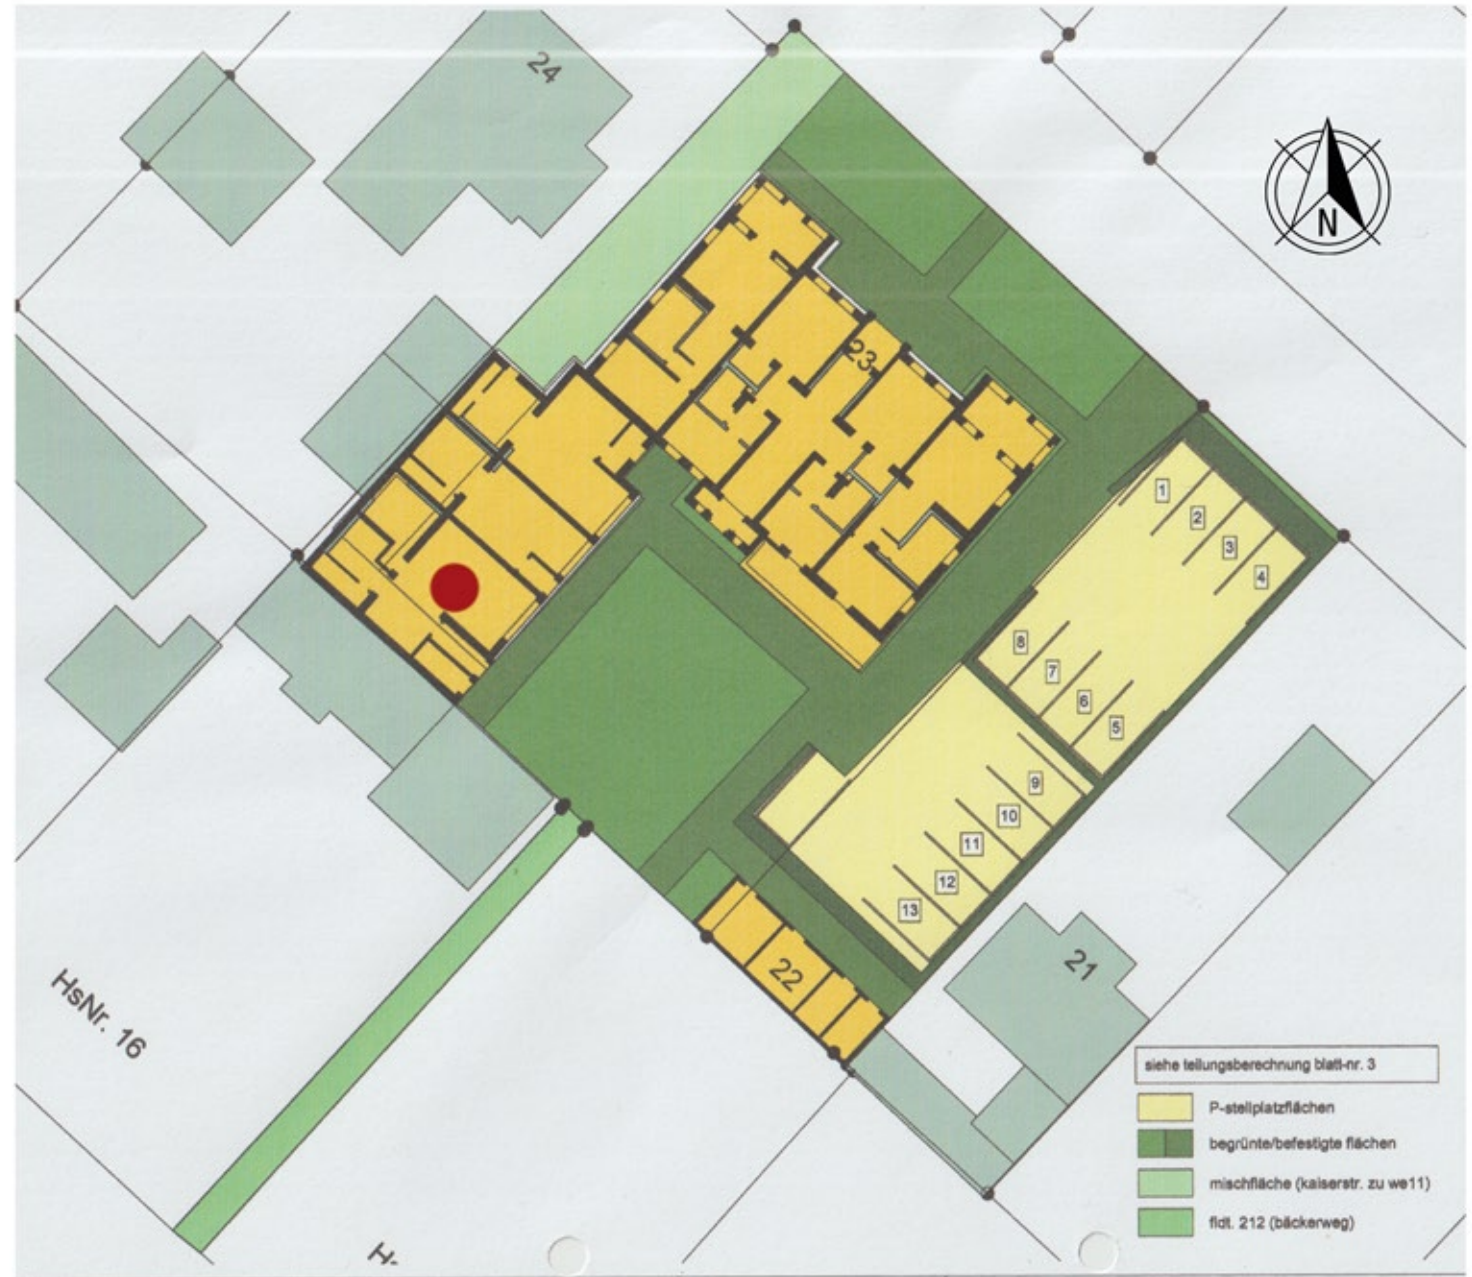 24
N
23
1
2
3
4
8
7
6
5
9
10
11
12
13
22
21
HsNr. 16
H-
siehe teilungsberechnung blatt-nr. 3
P-stellplatzflächen
begrünte/befestigte flächen
mischfläche (kaiserstr. zu we11)
fldt. 212 (bäckerweg)